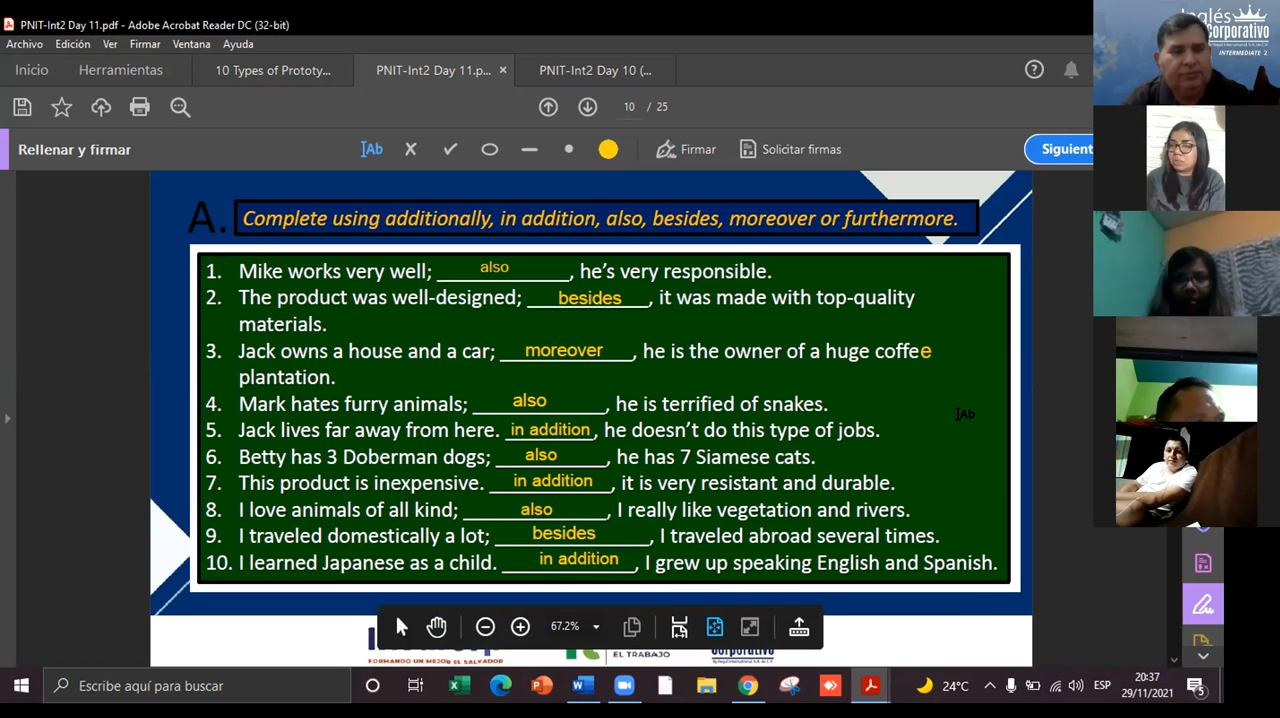 PNIT-Int2 Day 11.pdf - Adobe Acrobat Reader DC (32-bit)
Archivo Edición Ver Firmar Ventana Ayuda
Inicio Herramientas 10 Types of Prototy... PNIT-Int2 Day 11.p... × PNIT-Int2 Day 10 (...
10 / 25
Rellenar y firmar Ab Firmar Solicitar firmas Siguient
Inglés
Corporativo
INTERMEDIATE 2
A. Complete using additionally, in addition, also, besides, moreover or furthermore.
1. Mike works very well; also, he's very responsible.
2. The product was well-designed; besides, it was made with top-quality
materials.
3. Jack owns a house and a car; moreover, he is the owner of a huge coffee
plantation.
4. Mark hates furry animals; also, he is terrified of snakes.
5. Jack lives far away from here. in addition, he doesn't do this type of jobs.
6. Betty has 3 Doberman dogs; also, he has 7 Siamese cats.
7. This product is inexpensive. in addition, it is very resistant and durable.
8. I love animals of all kind; also, I really like vegetation and rivers.
9. I traveled domestically a lot; besides, I traveled abroad several times.
10. I learned Japanese as a child. in addition, I grew up speaking English and Spanish.
Ab
67.2%
FORMANDO UN MEJOR EL SALVADOR
EL TRABAJO
Corporativo
Escribe aquí para buscar
24°C
ESP
20:37
29/11/2021
5